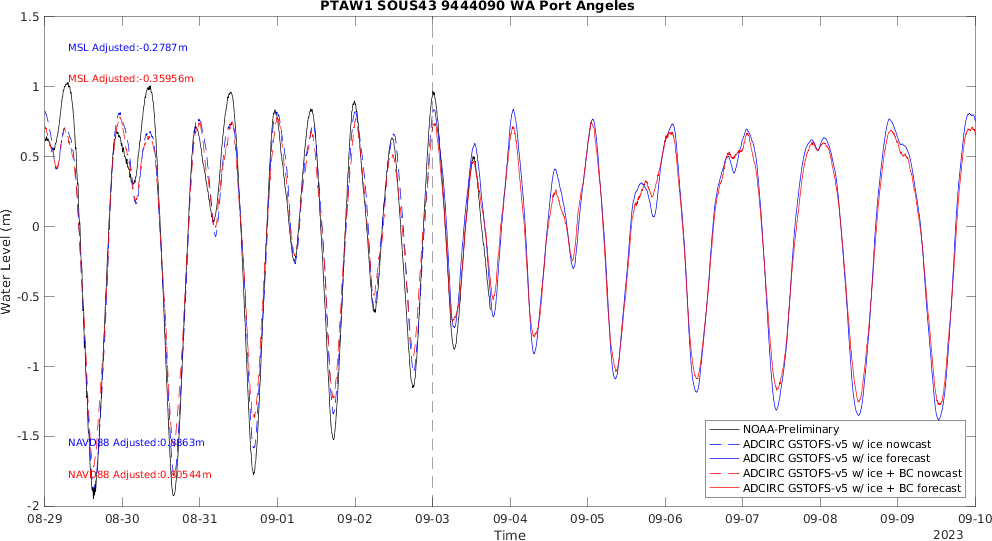 PTAW1 SOUS43 9444090 WA Port Angeles
1.5
1
0.5
0
-0.5
-1
-1.5
-2
Water Level (m)
MSL Adjusted:-0.2787m
MSL Adjusted:-0.35956m
NAVD88 Adjusted:0.8863m
NAVD88 Adjusted:0.80544m
NOAA-Preliminary
ADCIRC GSTOFS-v5 w/ ice nowcast
ADCIRC GSTOFS-v5 w/ ice forecast
ADCIRC GSTOFS-v5 w/ ice + BC nowcast
ADCIRC GSTOFS-v5 w/ ice + BC forecast
08-29 08-30 08-31 09-01 09-02 09-03 09-04 09-05 09-06 09-07 09-08 09-09 09-10
Time
2023